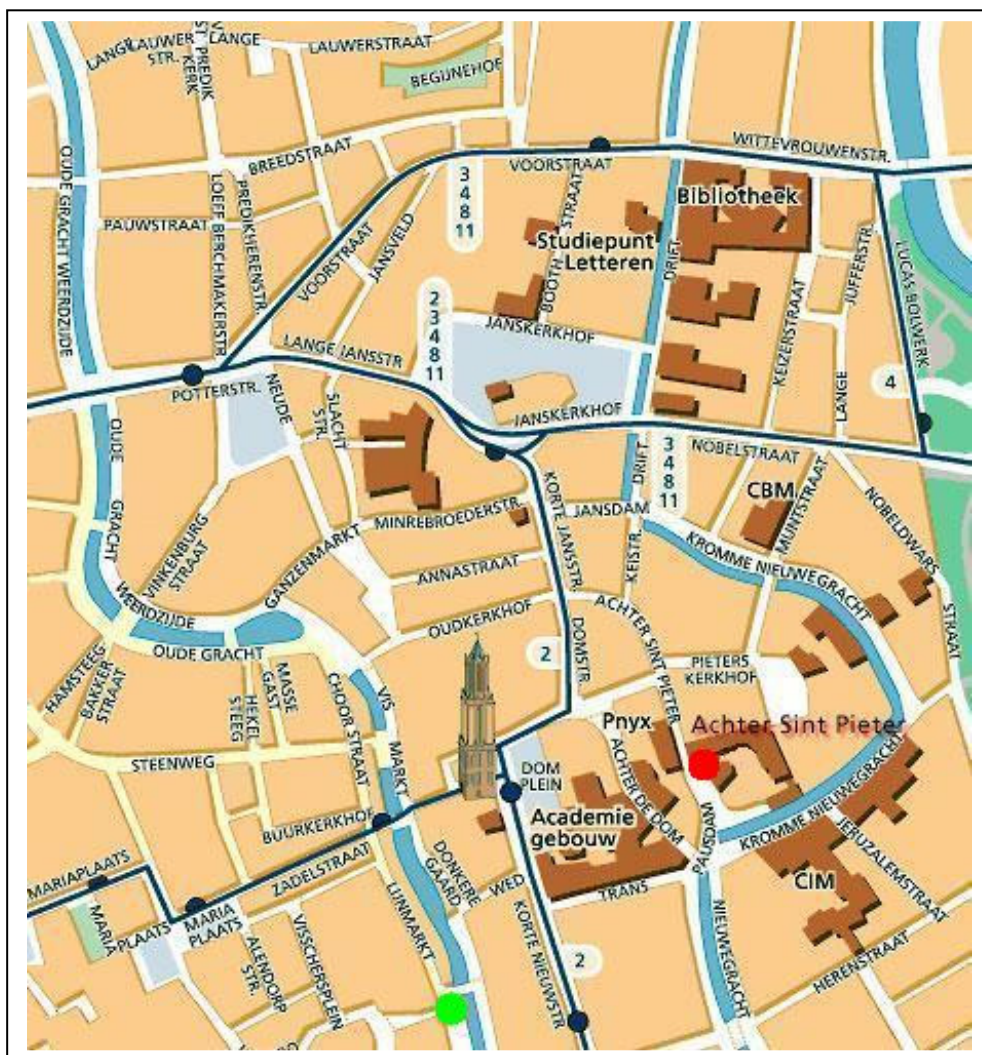 LANGE
LAUWER
STR.
ST PREDIK
KERK
LANGE
LAUWERSTRAAT
BEGIJNEHOF
OUDE GRACHT WEERDZIJDE
BREEDSTRAAT
VOORSTRAAT
WITTEVROUWENSTR.
PAUWSTRAAT
LOEFF BERCHMAKERSTR
PREDIKHERENSTR.
VOORSTRAAT
JANSVELD
3
4
8
11
BOOTH STRAAT
Bibliotheek
Studiepunt
Letteren
DRIFT
KEIZERSTRAAT
JUFFERSTR.
LANGE
LUCAS BOLWERK
4
2
3
4
8
11
LANGE JANSSTR
JANSKERKHOF
POTTERSTR.
NEUDE
SLACHT
STR.
JANSKERKHOF
NOBELSTRAAT
3
4
8
11
DRIFT
OUDE
GRACHT
WEERDZIJDE
VINKENBURG
STRAAT
GANZENMARKT
MINREBROEDERSTR.
KORTE JANSSTR.
JANSDAM
KEISTR.
CBM
MUNTSTRAAT
NOBELDWARS
STRAAT
KROMME NIEUWEGRACHT
ANNASTRAAT
OUDKERKHOF
ACHTER SINT PIETER
DOMSTR.
2
PIETERS
KERKHOF
HAMSTEEG
BAKKER
STRAAT
OUDE GRACHT
MASSE
GAST
HEKEL
STEEG
CHOOR STRAAT
VIS
MARKT
STEENWEG
Pnyx
Achter Sint Pieter
ACHTER DE DOM
DOM
PLEIN
Academie
gebouw
PAUSDAM
KROMME NIEUWEGRACHT
JERUZALEMSTRAAT
BUURKERKHOF
ZADELSTRAAT
MARIAPLAATS
MARIA
PLAATS
MARIA
PLAATS
DONKERE
GAARD
WED
TRANS
CIM
LIJNMARKT
ALENDORP
STR.
VISSCHERSPLEIN
KORTE NIEUWSTR
2
NIEUWEGRACHT
HERENSTRAAT